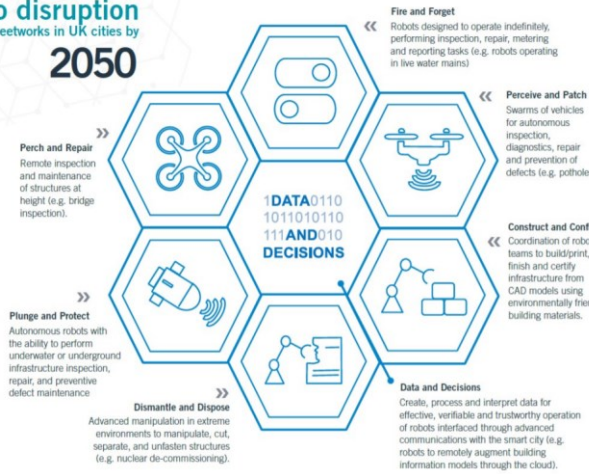 disruption
in UK cities by
2050
Fire and Forget
Robots designed to operate indefinitely,
performing inspection, repair, metering
and reporting tasks (e.g. robots operating
in live water mains)
Perceive and Patch
Swarms of vehicles
for autonomous
inspection,
diagnostics, repair
and prevention of
defects (e.g. pothole
Perch and Repair
Remote inspection
and maintenance
of structures at
height (e.g. bridge
inspection).
1DATA0110
1011010110
111AND010
DECISIONS
Construct and Conf
Coordination of robo
teams to build/print,
finish and certify
infrastructure from
CAD models using
environmentally frie
building materials.
Plunge and Protect
Autonomous robots with
the ability to perform
underwater or underground
infrastructure inspection,
repair, and preventive
defect maintenance
Dismantle and Dispose
Advanced manipulation in extreme
environments to manipulate, cut,
separate, and unfasten structures
(e.g. nuclear de-commissioning).
Data and Decisions
Create, process and interpret data for
effective, verifiable and trustworthy operation
of robots interfaced through advanced
communications with the smart city (e.g.
robots to remotely augment building
information models through the cloud).